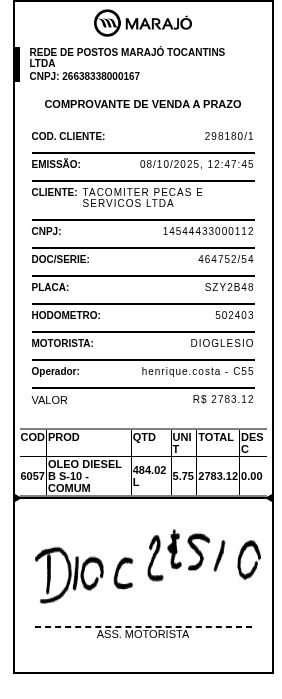 MARAJÓ
REDE DE POSTOS MARAJÓ TOCANTINS
LTDA
CNPJ: 26638338000167
COMPROVANTE DE VENDA A PRAZO
COD. CLIENTE: 298180/1
EMISSÃO: 08/10/2025, 12:47:45
CLIENTE: TACOMITER PECAS E
SERVICOS LTDA
CNPJ: 14544433000112
DOC/SERIE: 464752/54
PLACA: SZY2B48
HODOMETRO: 502403
MOTORISTA: DIOGLESIO
Operador: henrique.costa - C55
VALOR R$ 2783.12
COD PROD QTD UNI
T TOTAL DES
C
6057 OLEO DIESEL
B S-10 -
COMUM 484.02
L 5.75 2783.12 0.00
DIOCLESIO
ASS. MOTORISTA